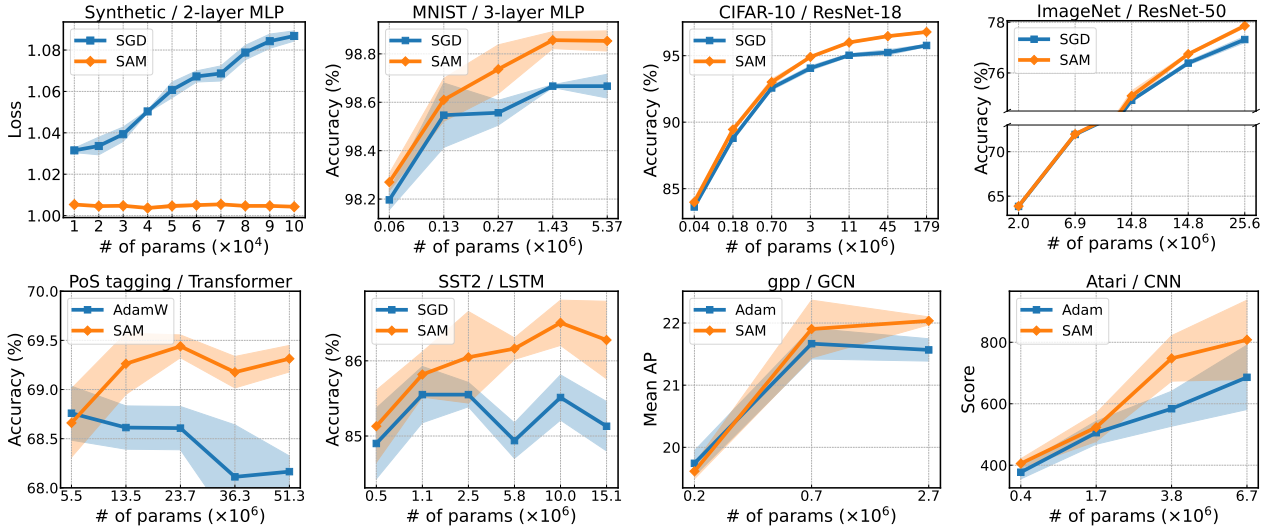 Synthetic / 2-layer MLP
Loss
1.08
1.06
1.04
1.02
1.00
SGD
SAM
1 2 3 4 5 6 7 8 9 10
# of params (×10⁴)
MNIST / 3-layer MLP
Accuracy (%)
98.8
98.6
98.4
98.2
SGD
SAM
0.06 0.13 0.27 1.43 5.37
# of params (×10⁶)
CIFAR-10 / ResNet-18
Accuracy (%)
95
90
85
SGD
SAM
0.04 0.18 0.70 3 11 45 179
# of params (×10⁶)
ImageNet / ResNet-50
Accuracy (%)
78
76
70
65
SGD
SAM
2.0 6.9 14.8 14.8 25.6
# of params (×10⁶)
PoS tagging / Transformer
Accuracy (%)
70.0
69.5
69.0
68.5
68.0
AdamW
SAM
5.5 13.5 23.7 36.3 51.3
# of params (×10⁶)
SST2 / LSTM
Accuracy (%)
86
85
SGD
SAM
0.5 1.1 2.5 5.8 10.0 15.1
# of params (×10⁶)
gpp / GCN
Mean AP
22
21
20
Adam
SAM
0.2 0.7 2.7
# of params (×10⁶)
Atari / CNN
Score
800
600
400
Adam
SAM
0.4 1.7 3.8 6.7
# of params (×10⁶)